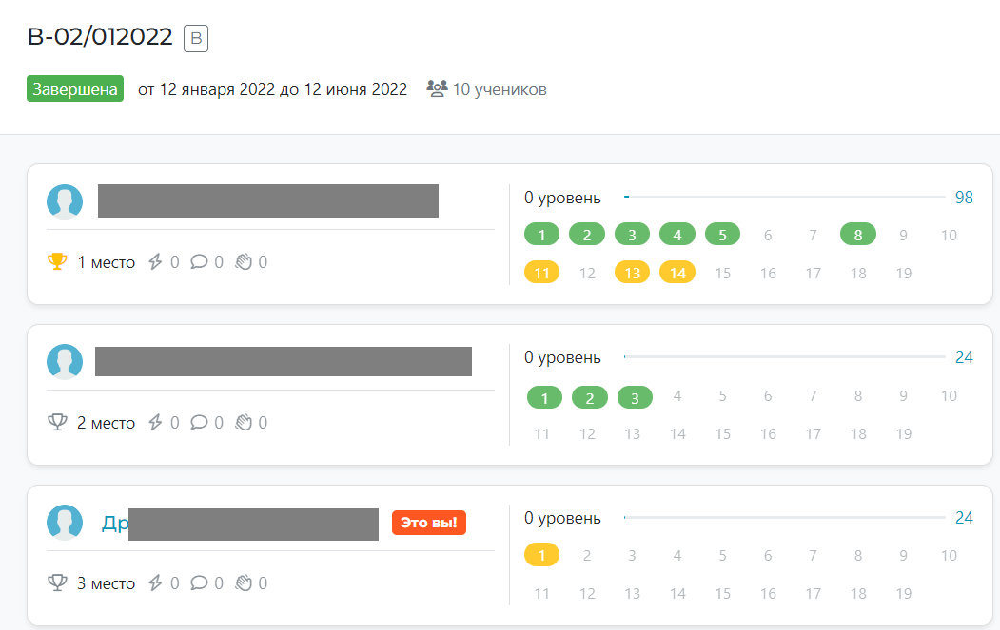 B-02/012022 B
Завершена от 12 января 2022 до 12 июня 2022 10 учеников
0 уровень 98
1 2 3 4 5 6 7 8 9 10
1 место 0 0 0
11 12 13 14 15 16 17 18 19
0 уровень 24
1 2 3 4 5 6 7 8 9 10
2 место 0 0 0
11 12 13 14 15 16 17 18 19
Др Это вы! 0 уровень 24
1 2 3 4 5 6 7 8 9 10
3 место 0 0 0
11 12 13 14 15 16 17 18 19